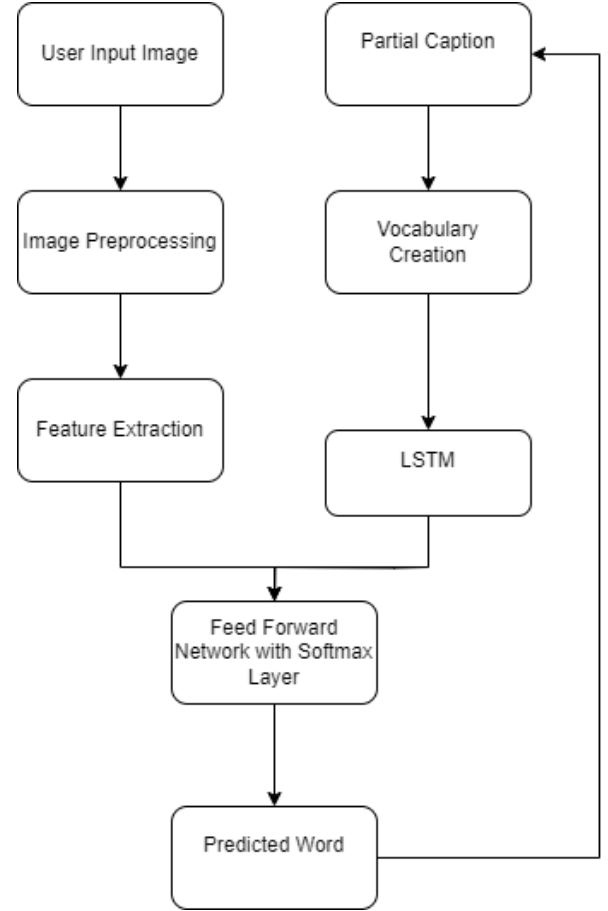 User Input Image
Partial Caption
Image Preprocessing
Vocabulary
Creation
Feature Extraction
LSTM
Feed Forward
Network with Softmax
Layer
Predicted Word